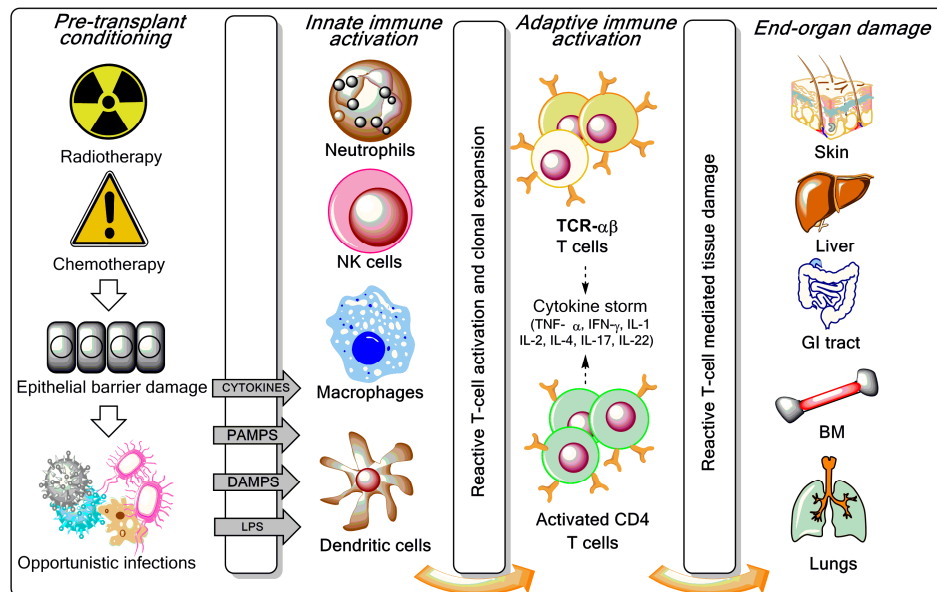 Pre-transplant
conditioning
Radiotherapy
Chemotherapy
Epithelial barrier damage
Opportunistic infections
CYTOKINES
PAMPS
DAMPS
LPS
Innate immune
activation
Neutrophils
NK cells
Macrophages
Dendritic cells
Reactive T-cell activation and clonal expansion
Adaptive immune
activation
TCR-αβ
T cells
Cytokine storm
(TNF- α, IFN-γ, IL-1
IL-2, IL-4, IL-17, IL-22)
Activated CD4
T cells
Reactive T-cell mediated tissue damage
End-organ damage
Skin
Liver
GI tract
BM
Lungs